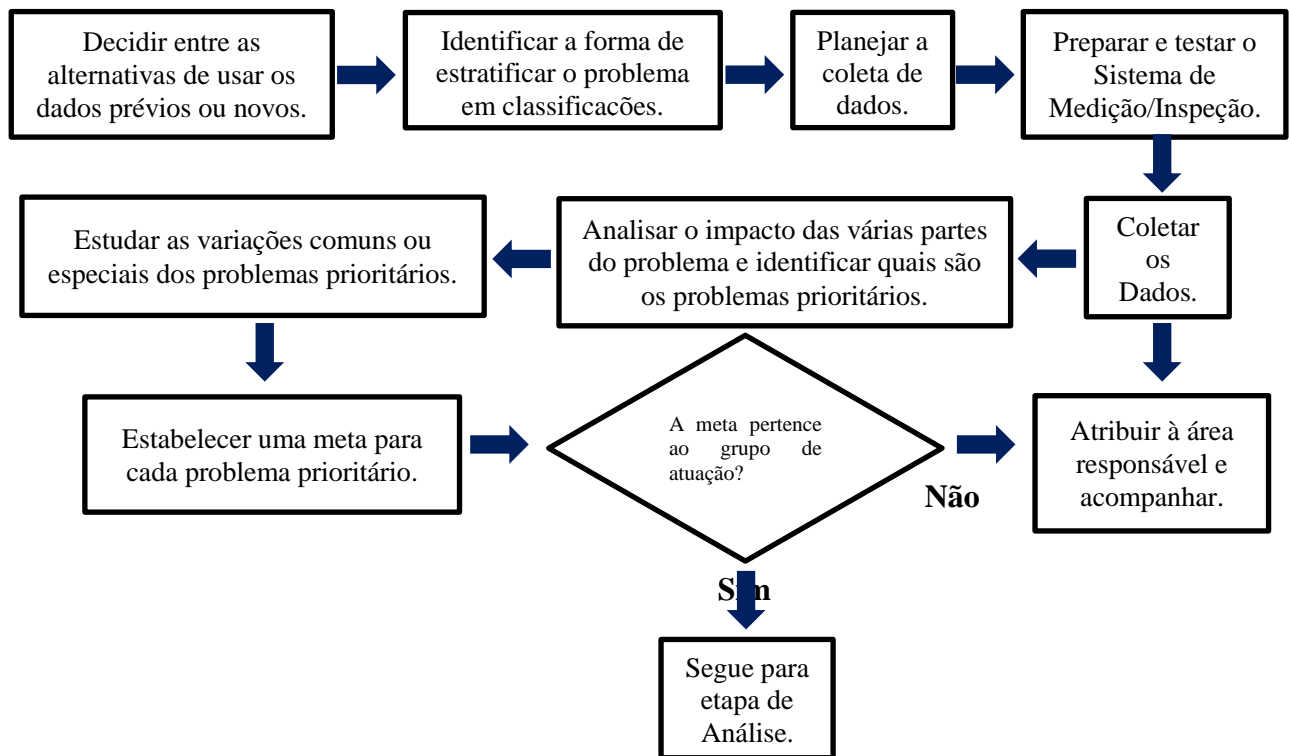 Decidir entre as
alternativas de usar os
dados prévios ou novos.
Identificar a forma de
estratificar o problema
em classificações.
Planejar a
coleta de
dados.
Preparar e testar o
Sistema de
Medição/Inspeção.
Estudar as variações comuns ou
especiais dos problemas prioritários.
Analisar o impacto das várias partes
do problema e identificar quais são
os problemas prioritários.
Coletar
os
Dados.
Estabelecer uma meta para
cada problema prioritário.
A meta pertence
ao grupo de
atuação?
Não
Atribuir à área
responsável e
acompanhar.
Sim
Segue para
etapa de
Análise.